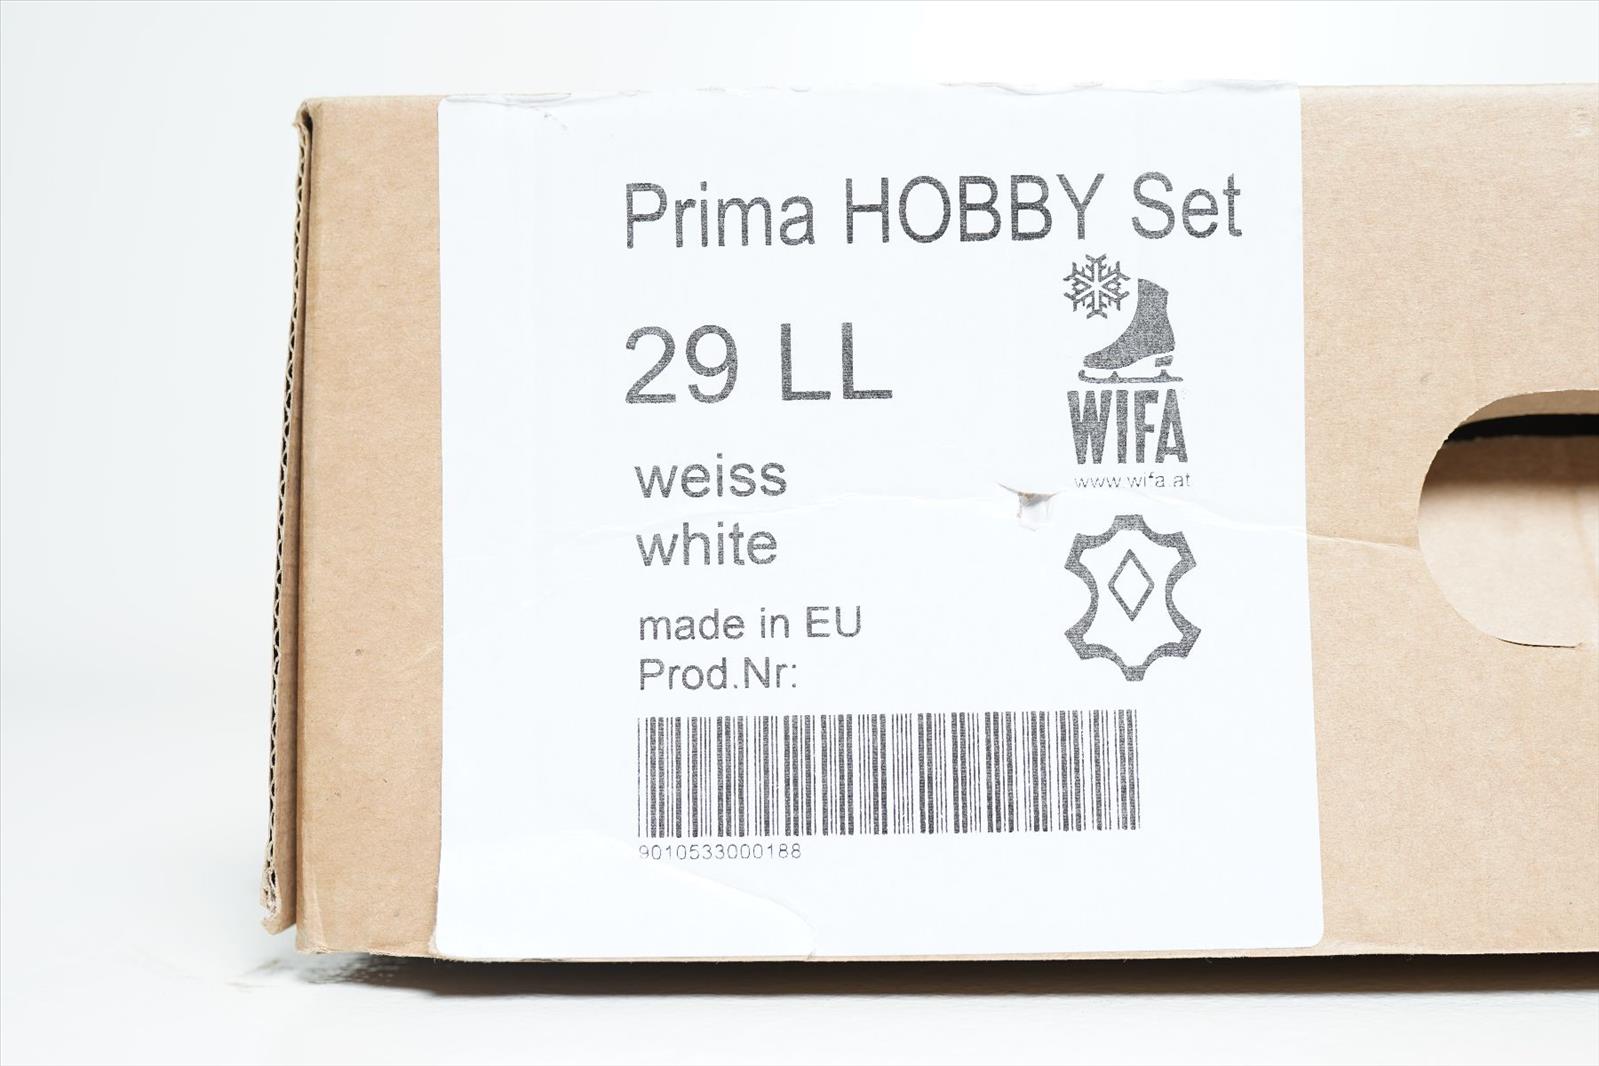 Prima HOBBY Set
29 LL
WIFA
www.wifa.at
weiss
white
made in EU
Prod.Nr:
9010533000188